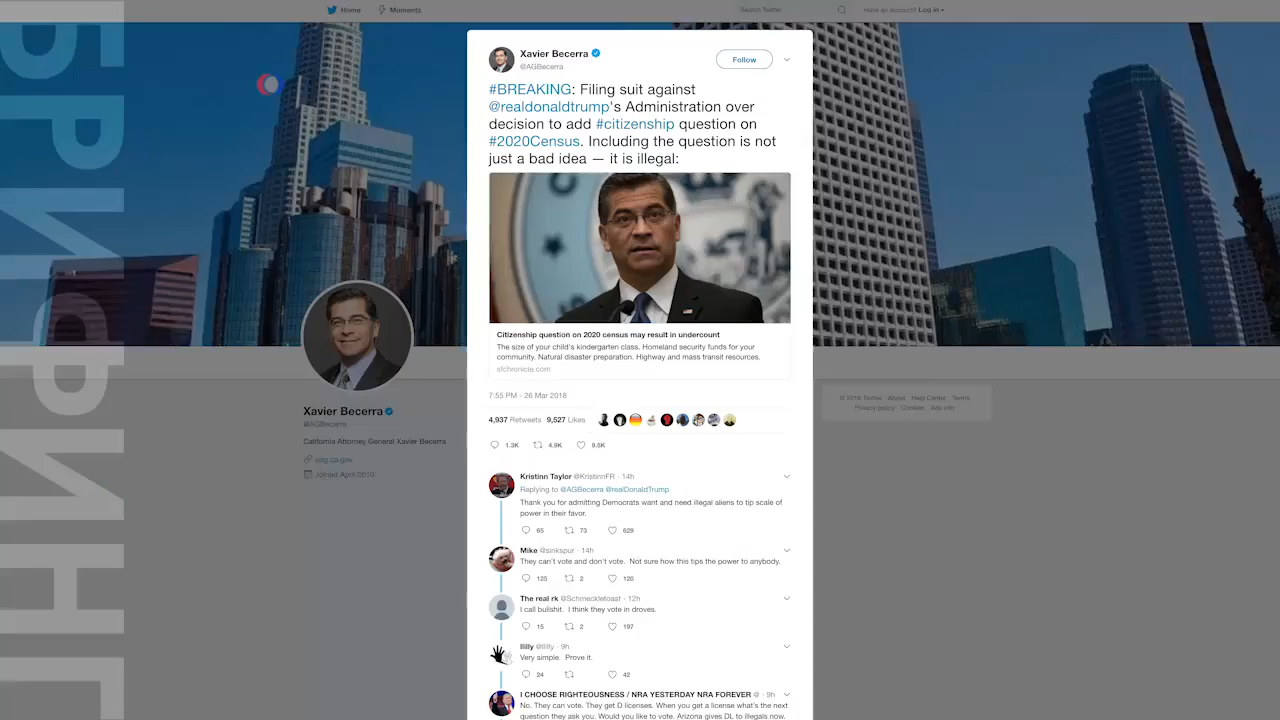 Home
Moments
Search Twitter
Have an account? Log in
Xavier Becerra
@AGBecerra
Follow
#BREAKING: Filing suit against
@realdonaldtrump's Administration over
decision to add #citizenship question on
#2020Census. Including the question is not
just a bad idea — it is illegal:
Citizenship question on 2020 census may result in undercount
The size of your child's kindergarten class. Homeland security funds for your
community. Natural disaster preparation. Highway and mass transit resources.
sfchronicle.com
7:55 PM - 26 Mar 2018
4,937 Retweets 9,527 Likes
1.3K 4.9K 9.5K
Xavier Becerra
@AGBecerra
California Attorney General Xavier Becerra
oag.ca.gov
Joined April 2010
© 2018 Twitter About Help Center Terms
Privacy policy Cookies Ads info
Kristinn Taylor @KristinnFR · 14h
Replying to @AGBecerra @realDonaldTrump
Thank you for admitting Democrats want and need illegal aliens to tip scale of
power in their favor.
65 73 629
Mike @sinkspur · 14h
They can't vote and don't vote. Not sure how this tips the power to anybody.
125 2 120
The real rk @Schmeckletoast · 12h
I call bullshit. I think they vote in droves.
15 2 197
9h
Very simple. Prove it.
24 42
I CHOOSE RIGHTEOUSNESS / NRA YESTERDAY NRA FOREVER @ · 9h
No. They can vote. They get D licenses. When you get a license what's the next
question they ask you. Would you like to vote. Arizona gives DL to illegals now.